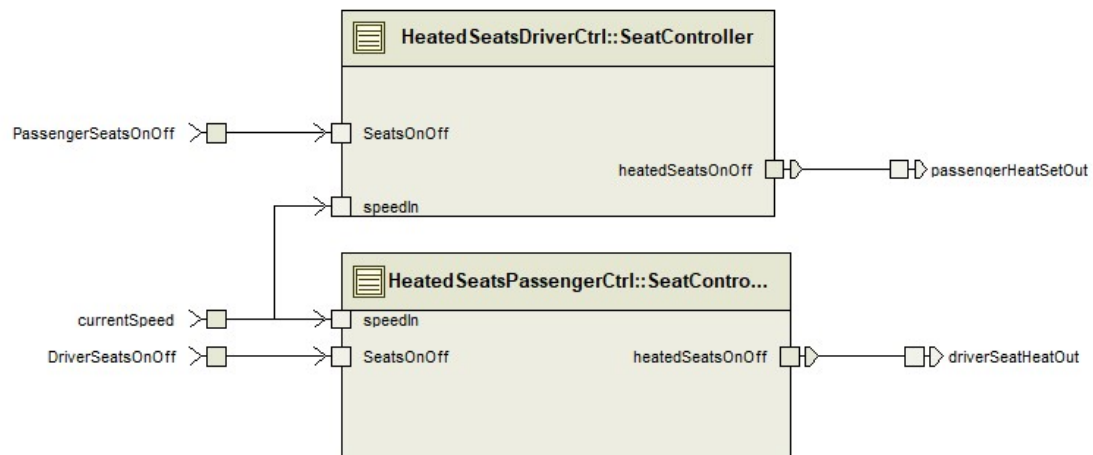 HeatedSeatsDriverCtrl::SeatController
PassengerSeatsOnOff
SeatsOnOff
heatedSeatsOnOff
passengerHeatSetOut
speedIn
HeatedSeatsPassengerCtrl::SeatContro...
currentSpeed
speedIn
DriverSeatsOnOff
SeatsOnOff
heatedSeatsOnOff
driverSeatHeatOut